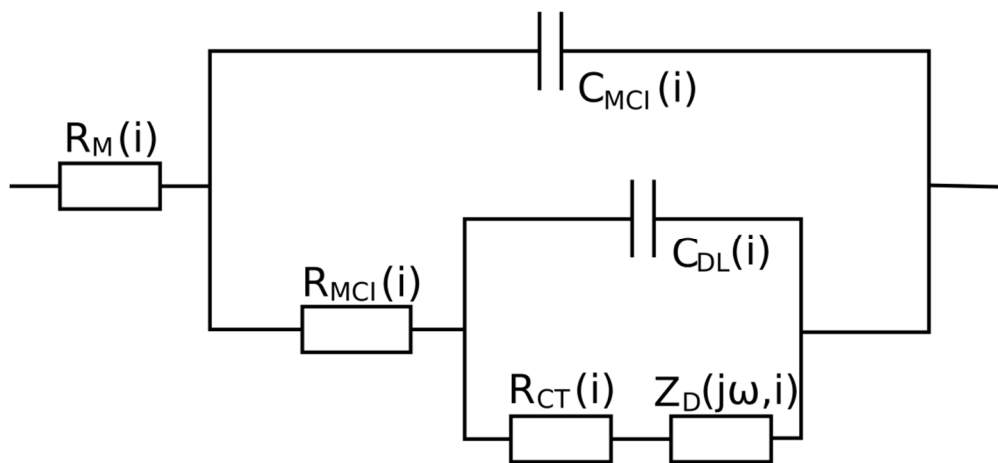 C_MCI(i)
R_M(i)
C_DL(i)
R_MCI(i)
R_CT(i)
Z_D(jω,i)